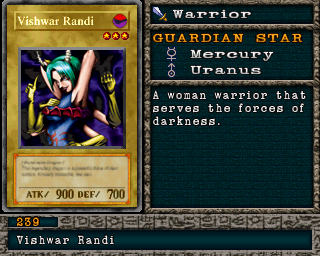 Vishwar Randi
ATK/ 900 DEF/ 700
Warrior
GUARDIAN STAR
Mercury
Uranus
A woman warrior that
serves the forces of
darkness.
239
Vishwar Randi